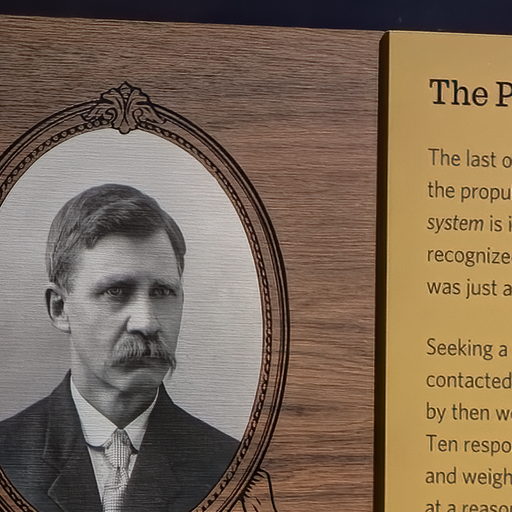 The P
The last o
the propu
system is i
recognize
was just a
Seeking a
contacted
by then w
Ten respo
and weigh
at a reaso